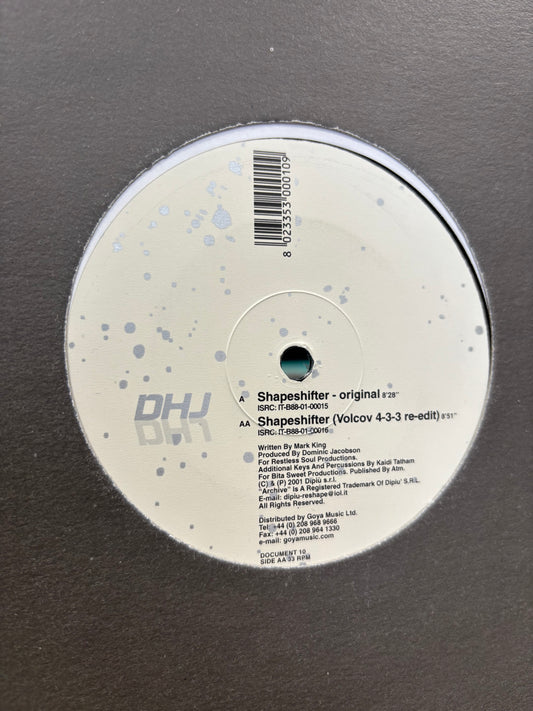 8 023353 000109
DHJ
A Shapeshifter - original 8'28"
ISRC: IT-B88-01-00015
AA Shapeshifter (Volcov 4-3-3 re-edit) 8'51"
ISRC: IT-B88-01-00016
Written By Mark King
Produced By Dominic Jacobson
For Restless Soul Productions.
Additional Keys And Percussions By Kaidi Tatham
For Bita Sweet Productions. Published By Atm.
(C) & (P) 2001 Dipiù s.r.l.
"Archive" Is A Registered Trademark Of Dipiu' S.R.L.
E-mail: dipiu-reshape@iol.it
All Rights Reserved.
Distributed by Goya Music Ltd.
Tel: +44 (0) 208 968 9666
Fax: +44 (0) 208 964 1330
e-mail: goyamusic.com
DOCUMENT 10
SIDE AA 33 RPM